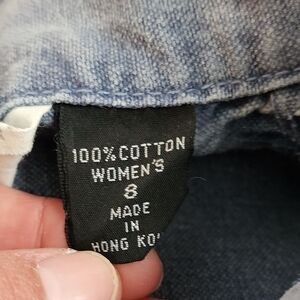 100% COTTON
WOMEN'S
8
MADE
IN
HONG KO